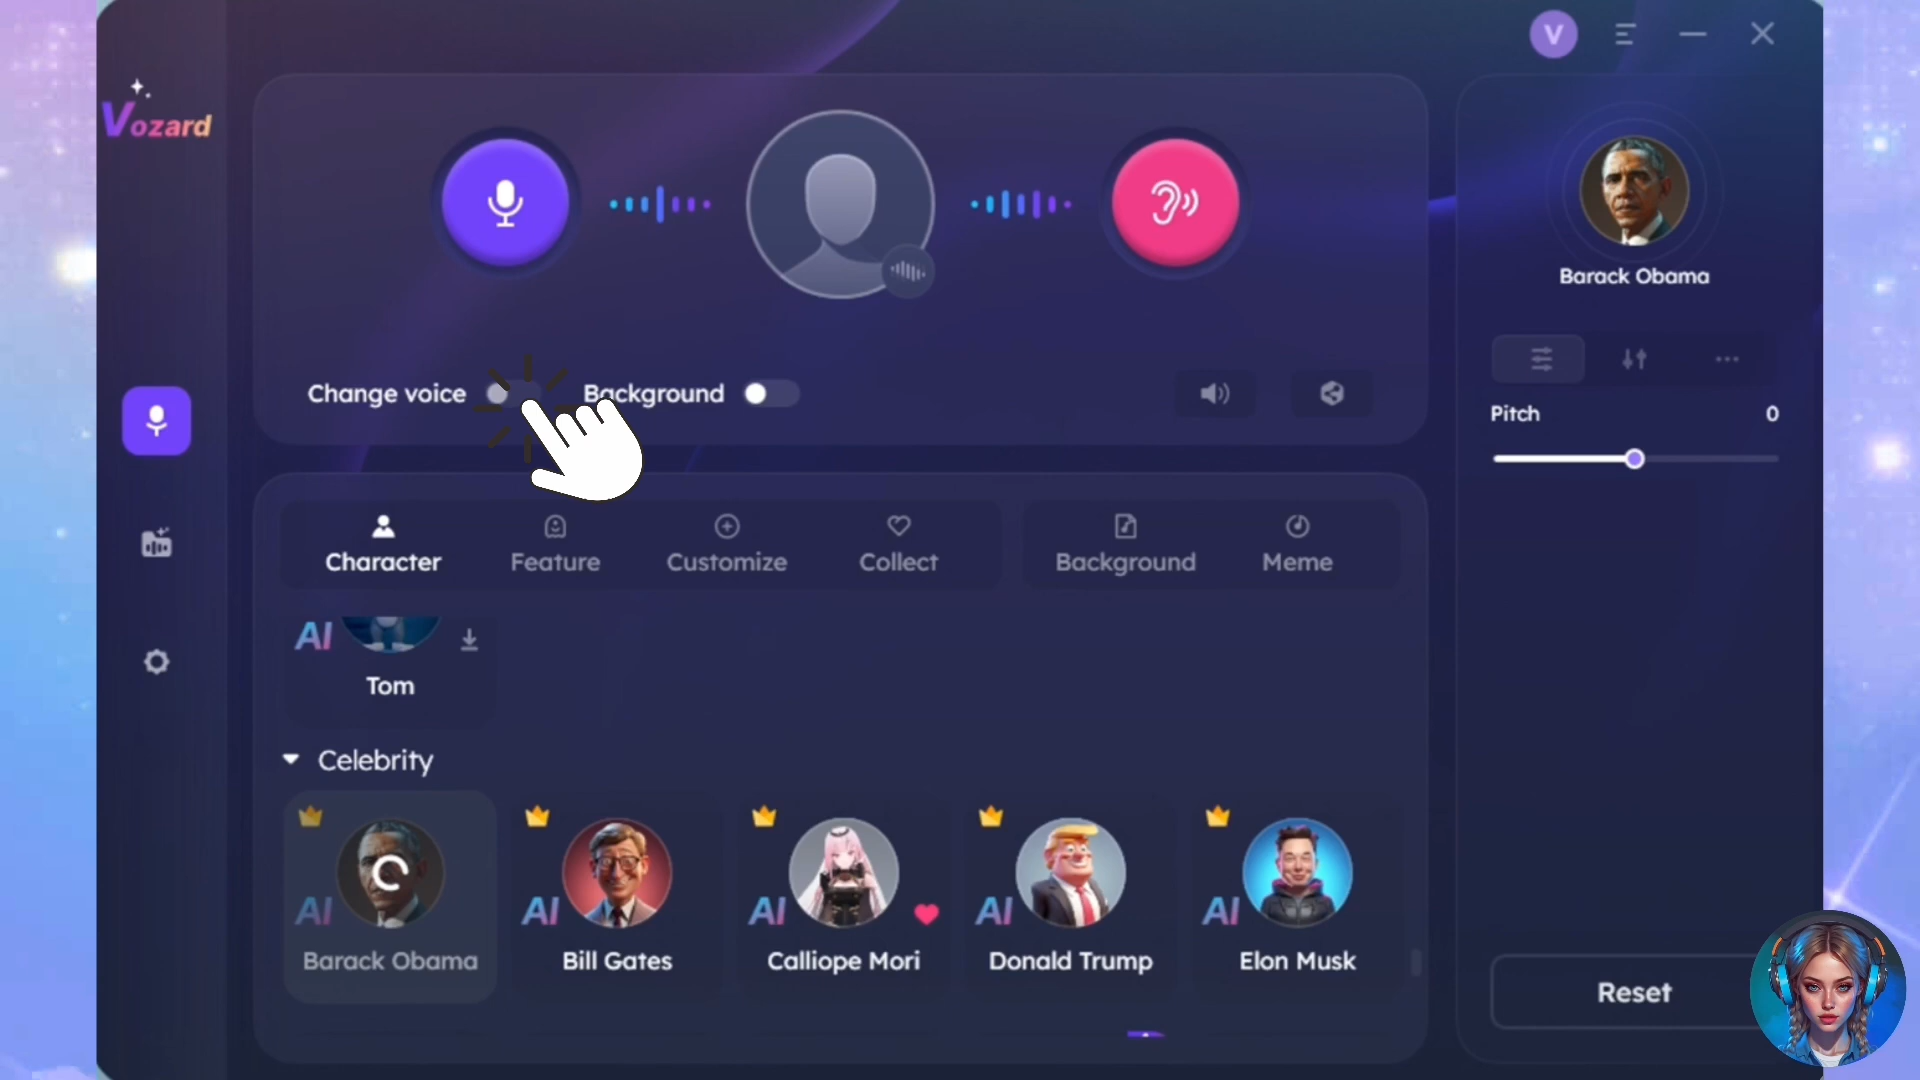 V
Vozard
Barack Obama
Change voice
Background
Pitch
0
Character
Feature
Customize
Collect
Background
Meme
AI
Tom
Celebrity
AI
AI
AI
AI
AI
Barack Obama
Bill Gates
Calliope Mori
Donald Trump
Elon Musk
Reset